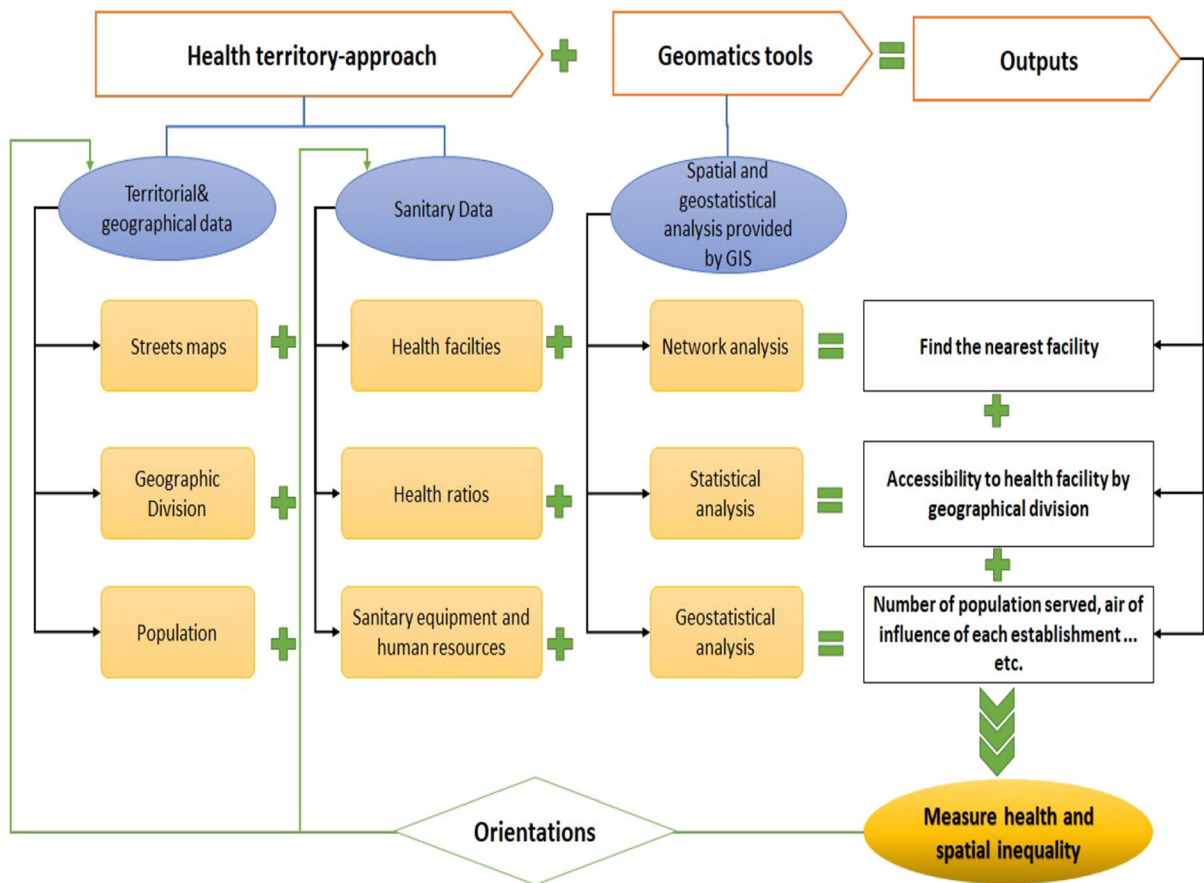 Health territory-approach
Geomatics tools
Outputs
Territorial&
geographical data
Sanitary Data
Spatial and
geostatistical
analysis provided
by GIS
Streets maps
Health facilties
Network analysis
Find the nearest facility
Geographic
Division
Health ratios
Statistical
analysis
Accessibility to health facility by
geographical division
Population
Sanitary equipment and
human resources
Geostatistical
analysis
Number of population served, air of
influence of each establishment ...
etc.
Orientations
Measure health and
spatial inequality